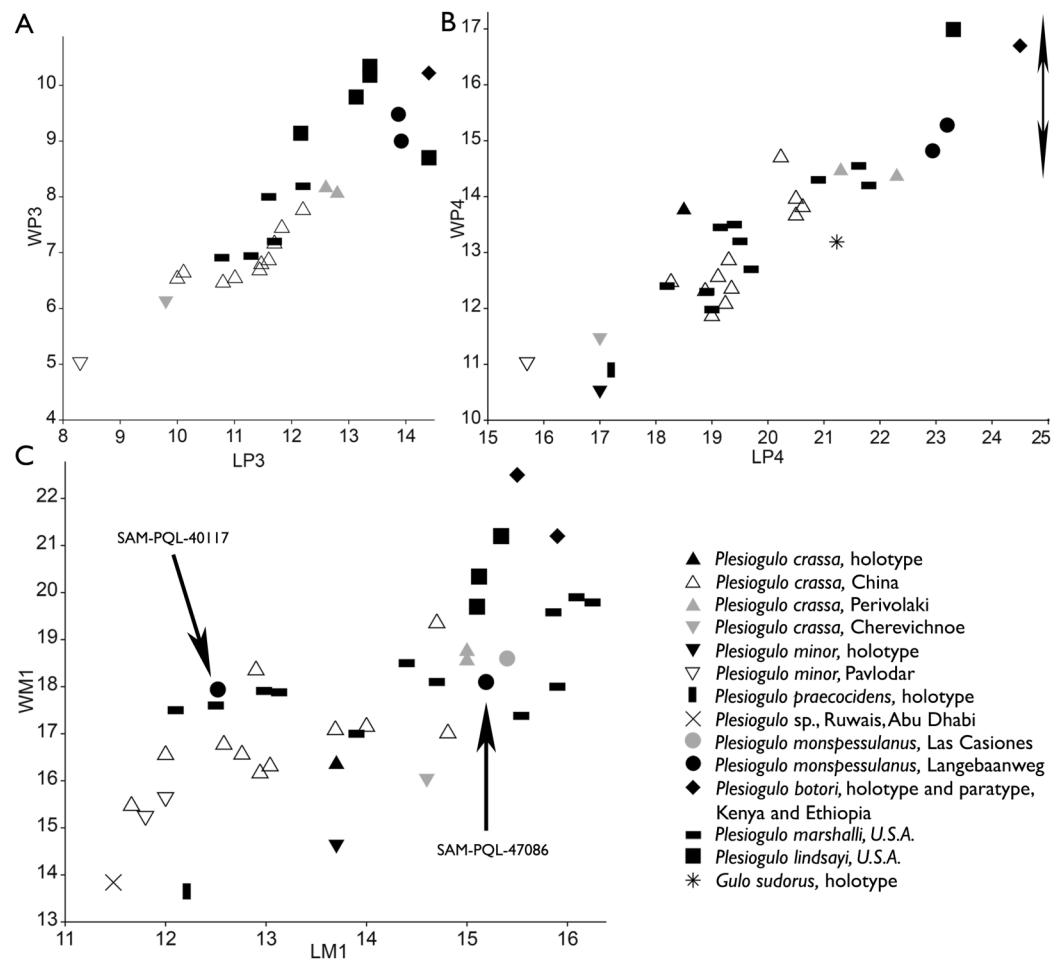 A
10
9
8
7
6
5
4
WP3
8 9 10 11 12 13 14
LP3
B
17
16
15
14
13
12
11
10
WP4
15 16 17 18 19 20 21 22 23 24 25
LP4
C
22
21
20
19
18
17
16
15
14
13
WM1
11 12 13 14 15 16
LM1
SAM-PQL-40117
SAM-PQL-47086
Plesiogulo crassa, holotype
Plesiogulo crassa, China
Plesiogulo crassa, Perivolaki
Plesiogulo crassa, Cherevichnoe
Plesiogulo minor, holotype
Plesiogulo minor, Pavlodar
Plesiogulo praecocidens, holotype
Plesiogulo sp., Ruwais, Abu Dhabi
Plesiogulo monspessulanus, Las Casiones
Plesiogulo monspessulanus, Langebaanweg
Plesiogulo botori, holotype and paratype,
Kenya and Ethiopia
Plesiogulo marshalli, U.S.A.
Plesiogulo lindsayi, U.S.A.
Gulo sudorus, holotype